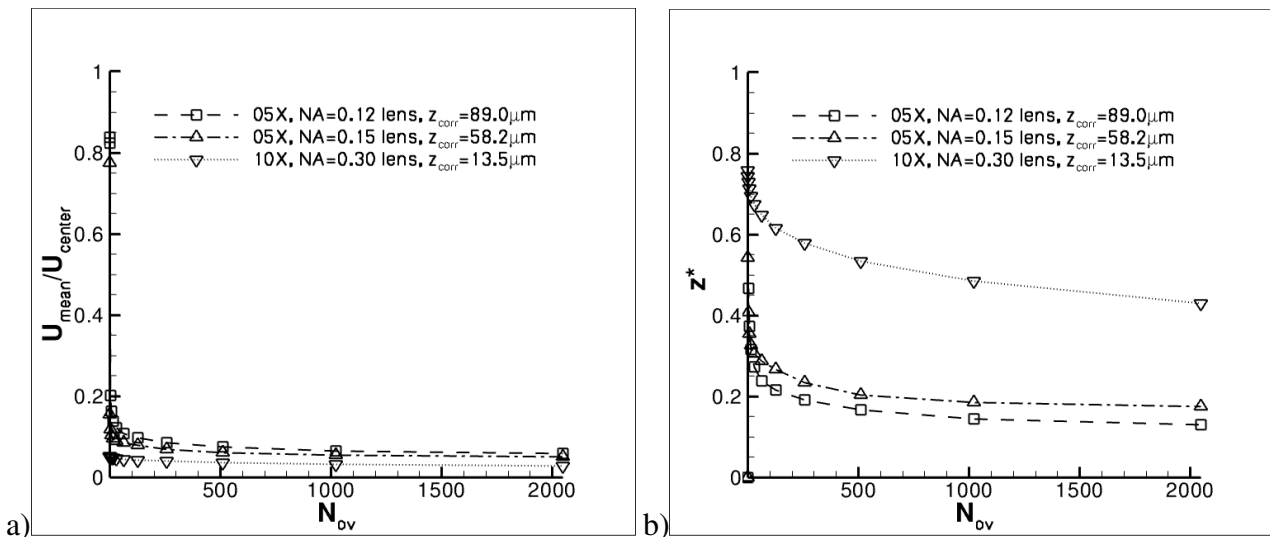 1
0.8
0.6
0.4
0.2
0
05X, NA=0.12 lens, z_corr=89.0μm
05X, NA=0.15 lens, z_corr=58.2μm
10X, NA=0.30 lens, z_corr=13.5μm
U_mean/U_center
0 500 1000 1500 2000
N_ov
a)
1
0.8
0.6
0.4
0.2
0
05X, NA=0.12 lens, z_corr=89.0μm
05X, NA=0.15 lens, z_corr=58.2μm
10X, NA=0.30 lens, z_corr=13.5μm
z*
0 500 1000 1500 2000
N_ov
b)